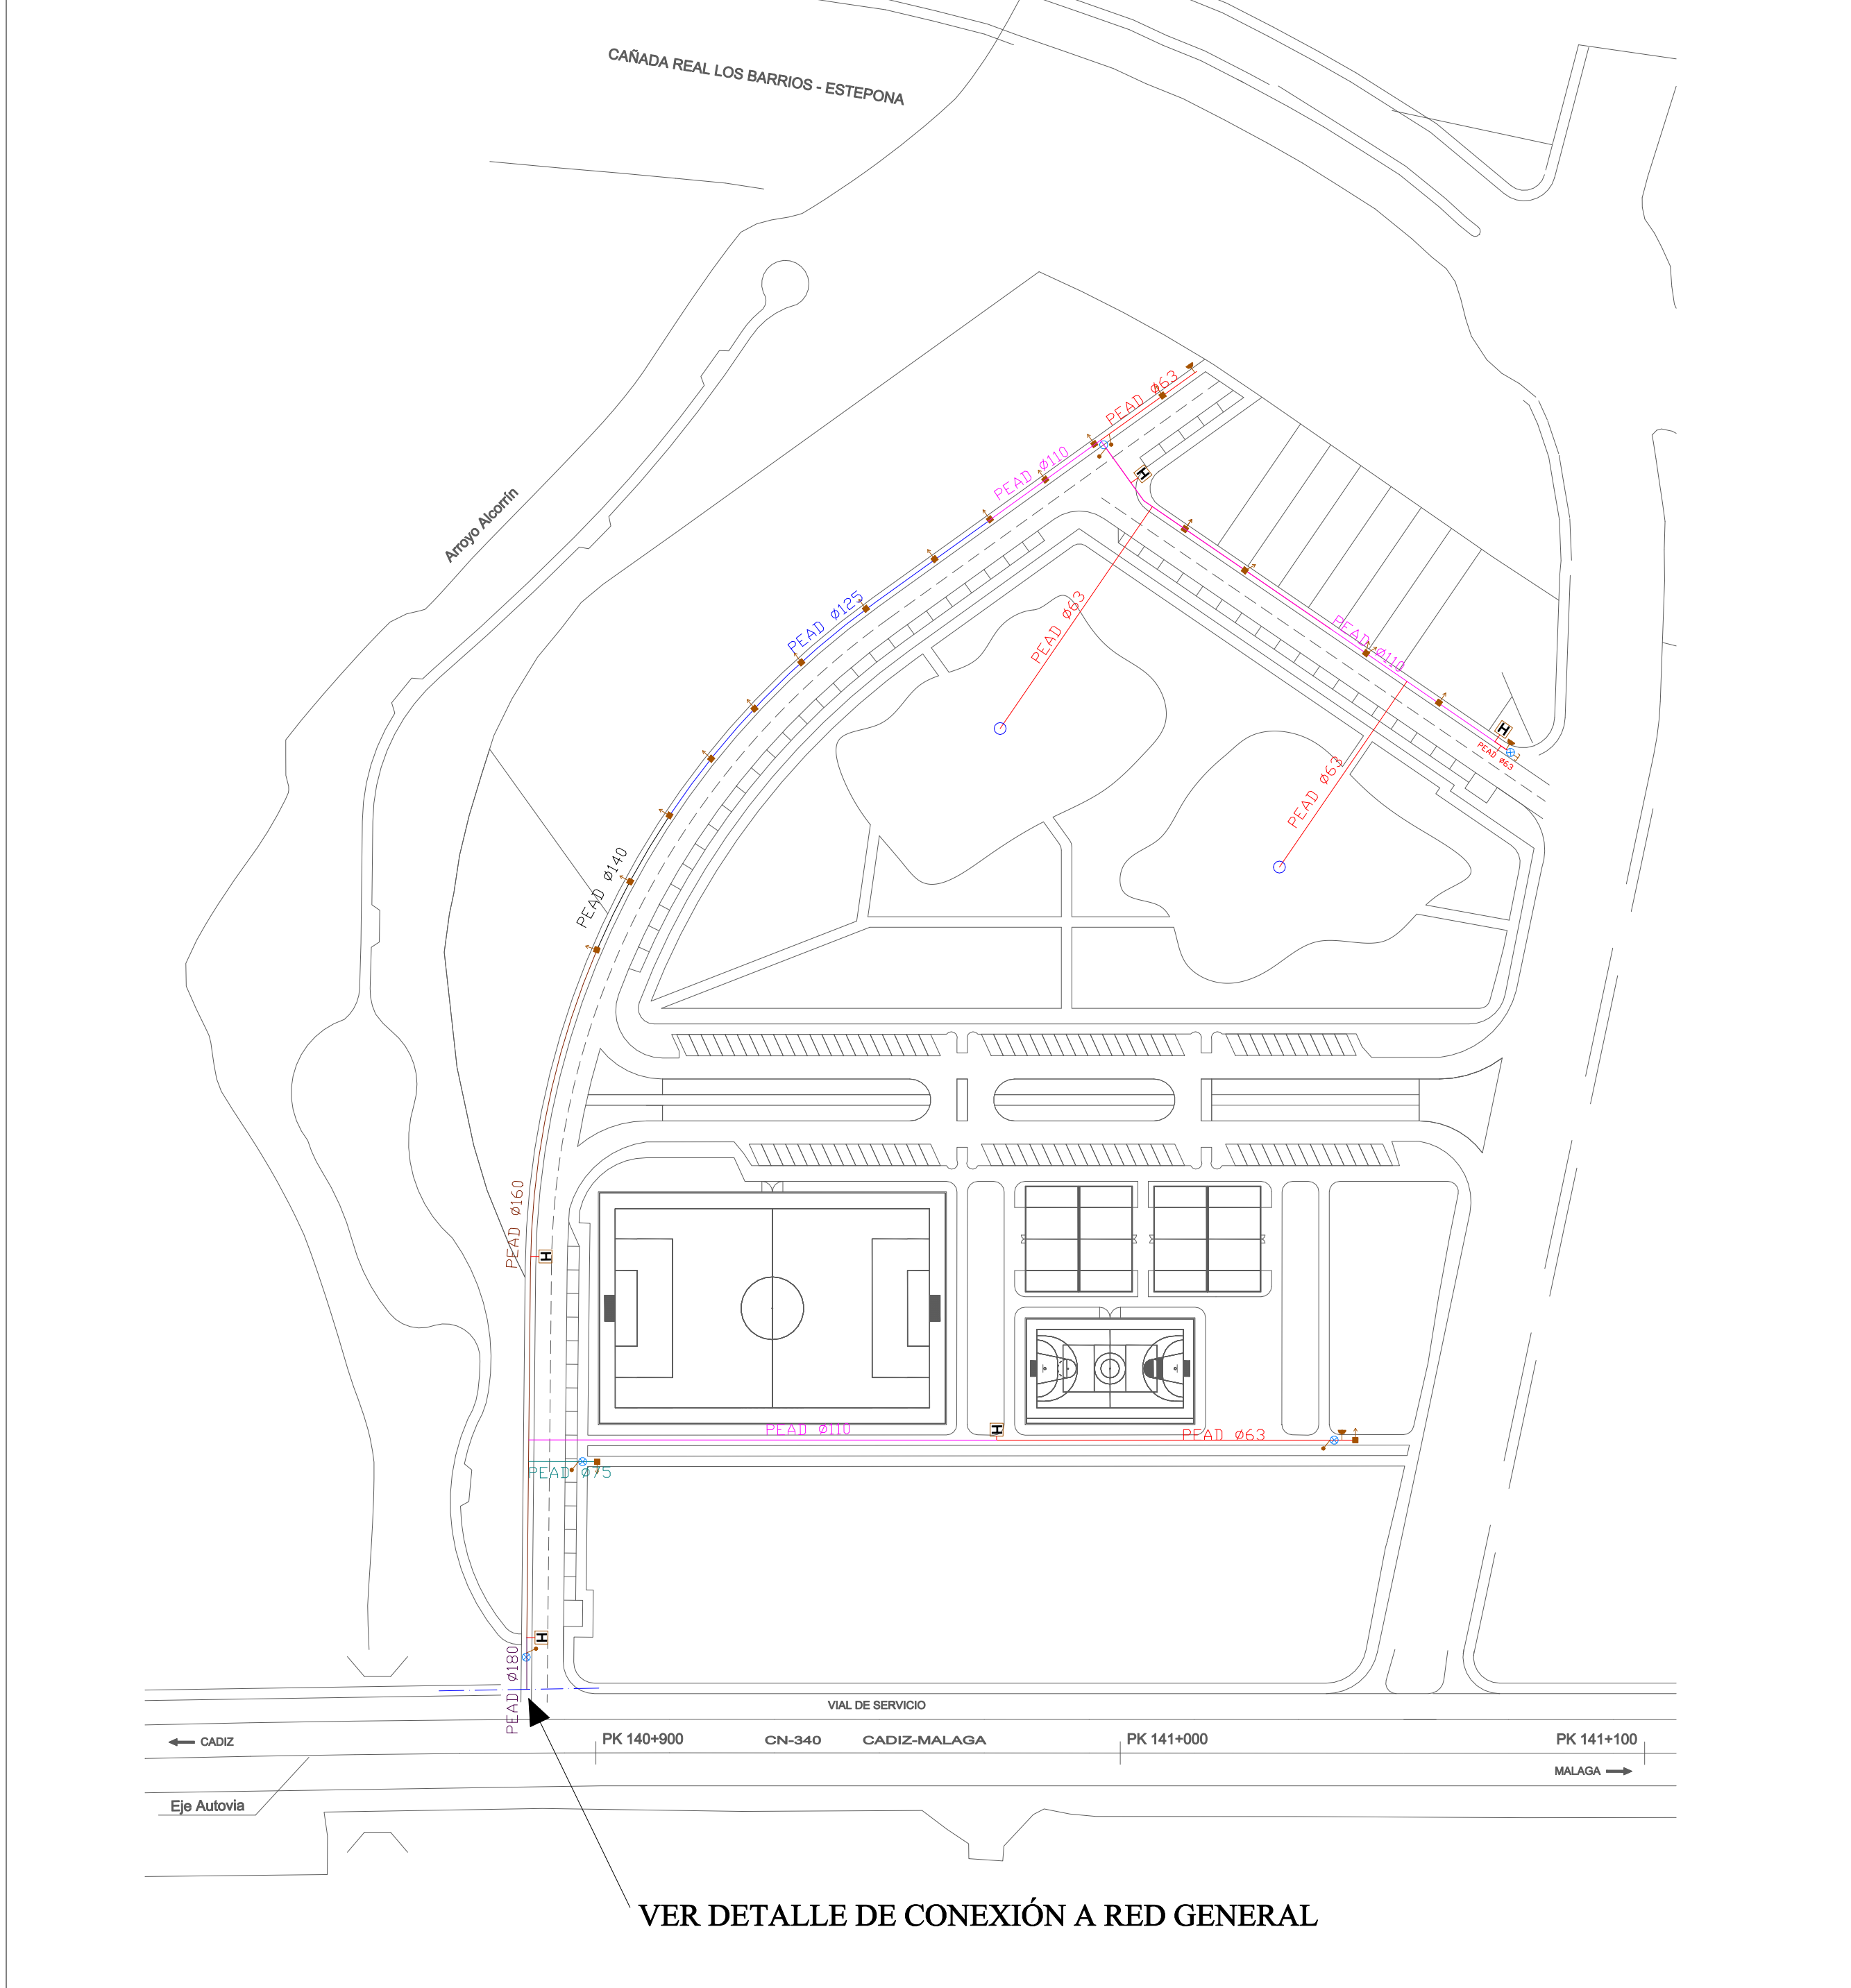 CAÑADA REAL LOS BARRIOS - ESTEPONA
PEAD Ø63
PEAD Ø110
H
Arroyo Alcorrín
PEAD Ø125
PEAD Ø63
PEAD Ø110
H
PEAD Ø63
PEAD Ø63
PEAD Ø140
PEAD Ø160
H
PEAD Ø110
H
PEAD Ø63
PEAD Ø75
H
PEAD Ø180
VIAL DE SERVICIO
CADIZ
PK 140+900
CN-340
CADIZ-MALAGA
PK 141+000
PK 141+100
MALAGA
Eje Autovia
VER DETALLE DE CONEXIÓN A RED GENERAL